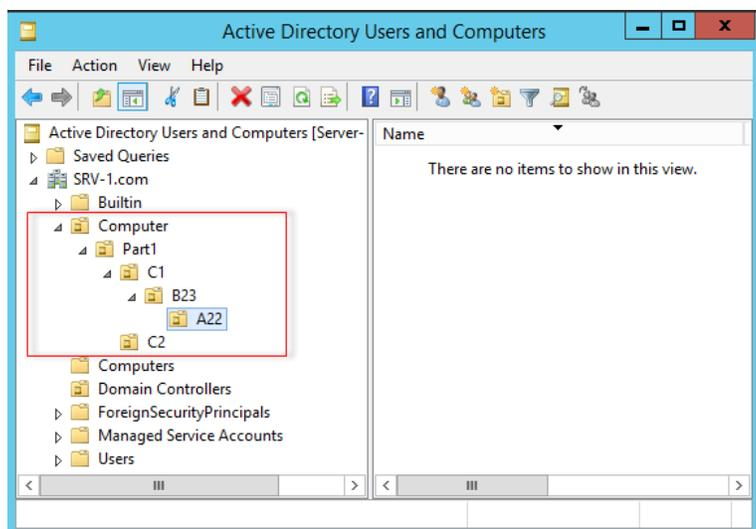 Active Directory Users and Computers
File Action View Help
Active Directory Users and Computers [Server-
Saved Queries
SRV-1.com
Builtin
Computer
Part1
C1
B23
A22
C2
Computers
Domain Controllers
ForeignSecurityPrincipals
Managed Service Accounts
Users
Name
There are no items to show in this view.